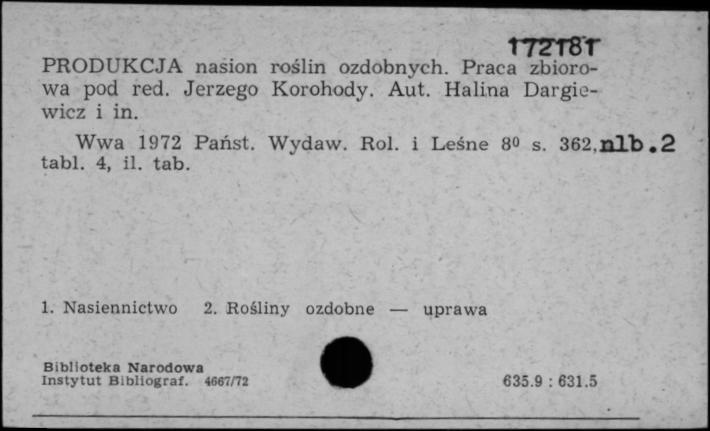 172181
PRODUKCJA nasion roślin ozdobnych. Praca zbioro-
wa pod red. Jerzego Korohody. Aut. Halina Dargie-
wicz i in.
Wwa 1972 Państ. Wydaw. Rol. i Leśne 8⁰ s. 362, nlb.2
tabl. 4, il. tab.
1. Nasiennictwo 2. Rośliny ozdobne — uprawa
Biblioteka Narodowa
Instytut Bibliograf. 4667/72
635.9 : 631.5